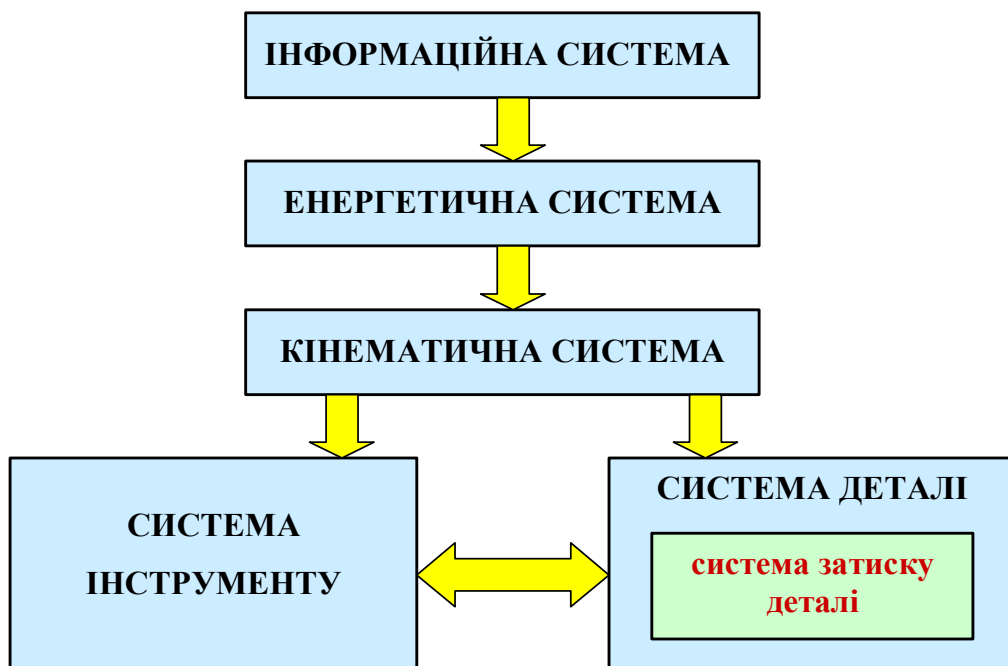 ІНФОРМАЦІЙНА СИСТЕМА
ЕНЕРГЕТИЧНА СИСТЕМА
КІНЕМАТИЧНА СИСТЕМА
СИСТЕМА
ІНСТРУМЕНТУ
СИСТЕМА ДЕТАЛІ
система затиску
деталі